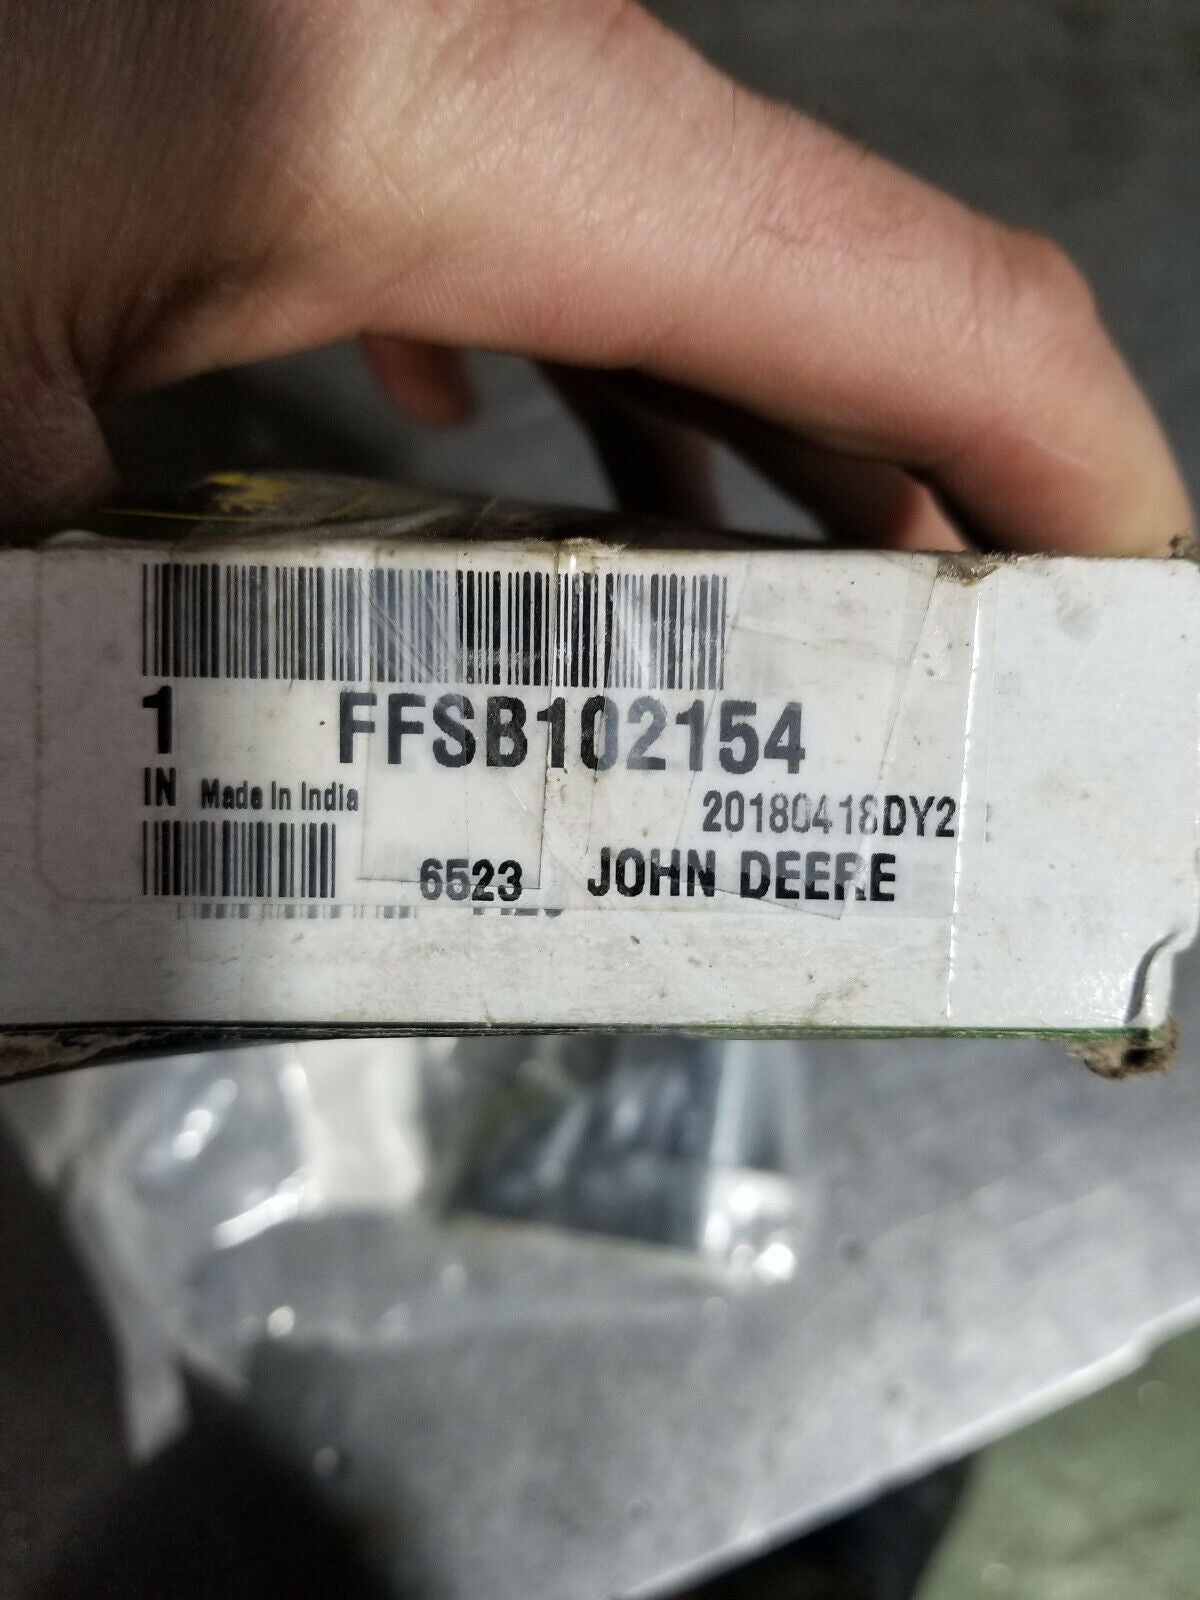 1 FFSB102154
IN Made In India
20180418DY2
6523 JOHN DEERE